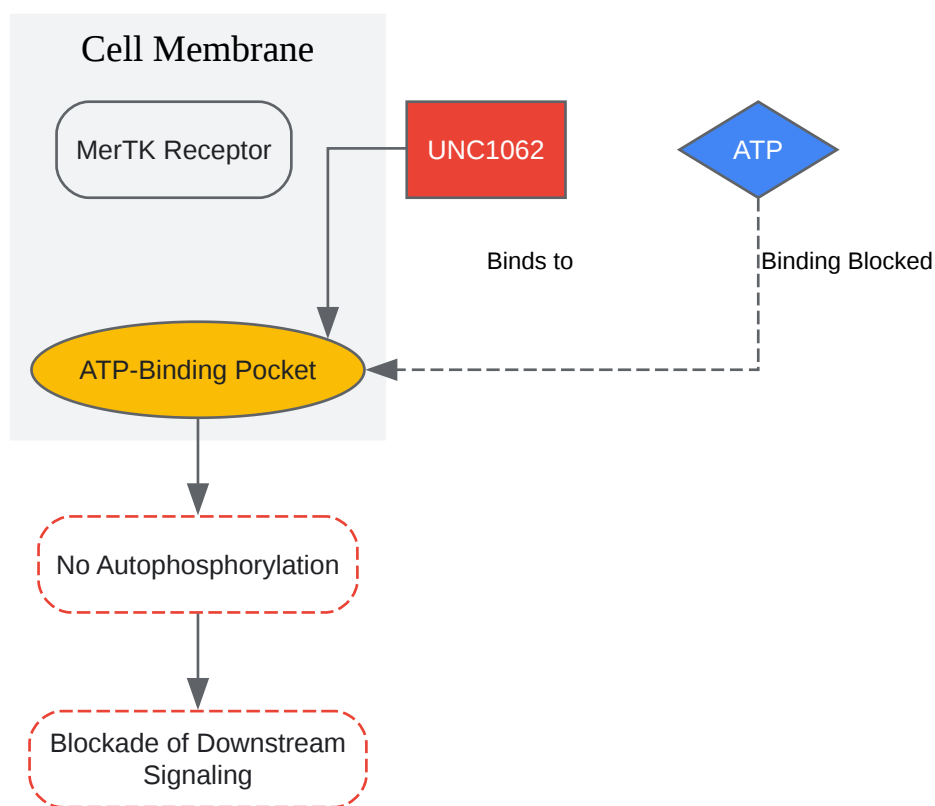 Cell Membrane
MerTK Receptor
UNC1062
ATP
Binds to
Binding Blocked
ATP-Binding Pocket
No Autophosphorylation
Blockade of Downstream
Signaling